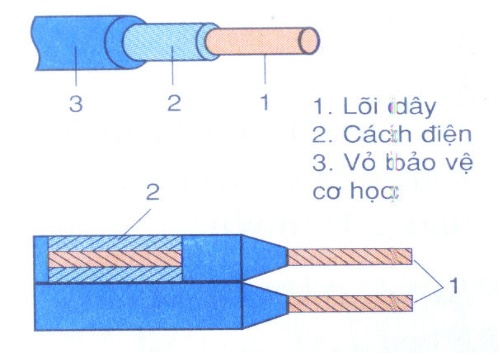 3 2 1
1. Lõi dây
2. Cách điện
3. Vỏ bảo vệ
cơ học
2
1